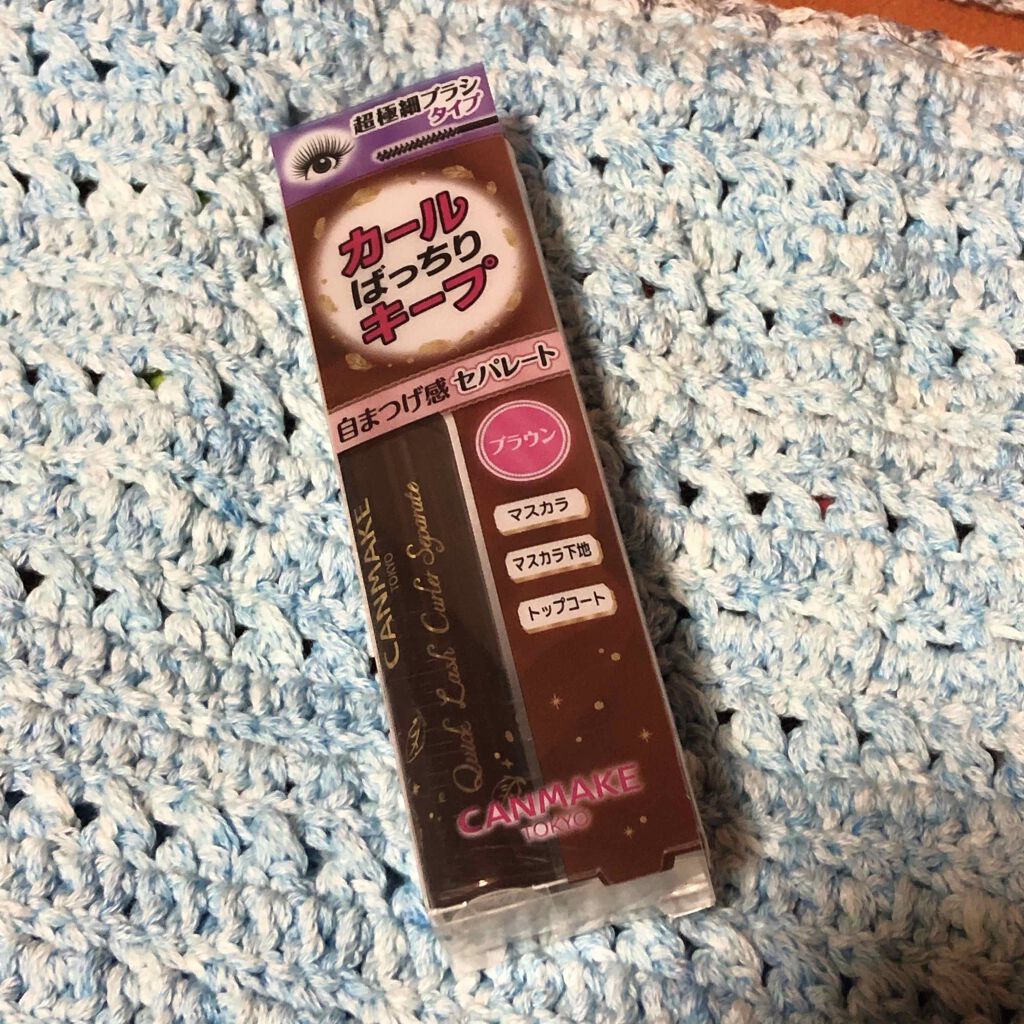 超極細ブラシ
タイプ
カール
ばっちり
キープ
自まつげ感 セパレート
ブラウン
マスカラ
マスカラ下地
トップコート
CANMAKE
TOKYO
Quick Lash Curler Separate
CANMAKE
TOKYO